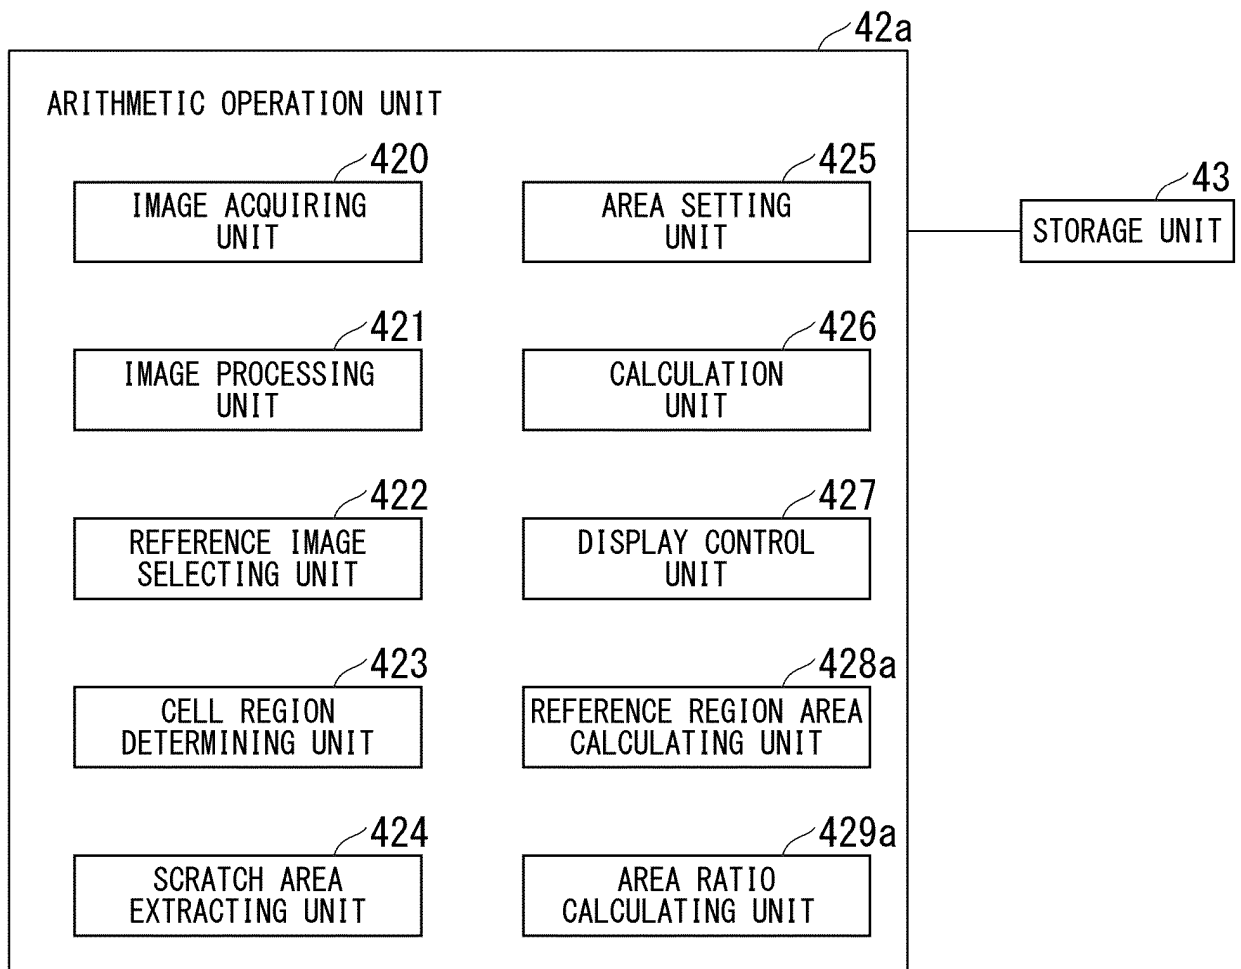 42a
ARITHMETIC OPERATION UNIT
420
IMAGE ACQUIRING
UNIT
421
IMAGE PROCESSING
UNIT
422
REFERENCE IMAGE
SELECTING UNIT
423
CELL REGION
DETERMINING UNIT
424
SCRATCH AREA
EXTRACTING UNIT
425
AREA SETTING
UNIT
426
CALCULATION
UNIT
427
DISPLAY CONTROL
UNIT
428a
REFERENCE REGION AREA
CALCULATING UNIT
429a
AREA RATIO
CALCULATING UNIT
43
STORAGE UNIT